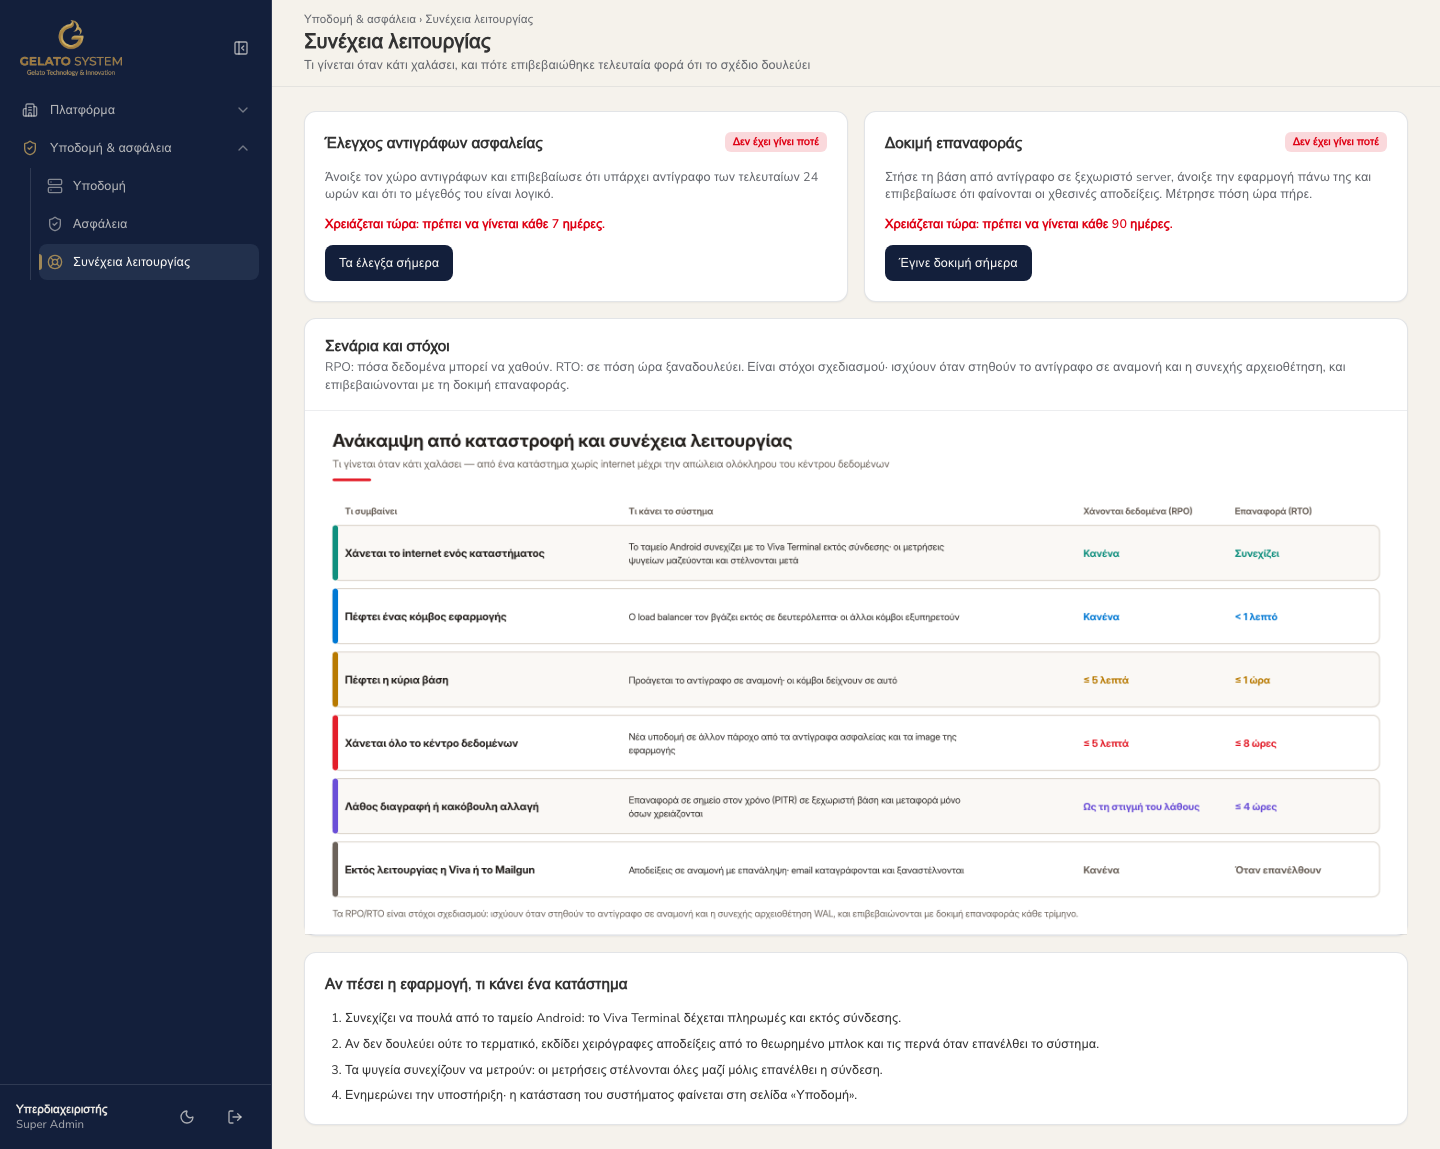 GELATO SYSTEM
Gelato Technology & Innovation
Πλατφόρμα
Υποδομή & ασφάλεια
Υποδομή
Ασφάλεια
Συνέχεια λειτουργίας
Υπερδιαχειριστής
Super Admin
Υποδομή & ασφάλεια › Συνέχεια λειτουργίας
Συνέχεια λειτουργίας
Τι γίνεται όταν κάτι χαλάσει, και πότε επιβεβαιώθηκε τελευταία φορά ότι το σχέδιο δουλεύει
Έλεγχος αντιγράφων ασφαλείας
Δεν έχει γίνει ποτέ
Άνοιξε τον χώρο αντιγράφων και επιβεβαίωσε ότι υπάρχει αντίγραφο των τελευταίων 24
ωρών και ότι το μέγεθός του είναι λογικό.
Χρειάζεται τώρα: πρέπει να γίνεται κάθε 7 ημέρες.
Τα έλεγξα σήμερα
Δοκιμή επαναφοράς
Δεν έχει γίνει ποτέ
Στήσε τη βάση από αντίγραφο σε ξεχωριστό server, άνοιξε την εφαρμογή πάνω της και
επιβεβαίωσε ότι φαίνονται οι χθεσινές αποδείξεις. Μέτρησε πόση ώρα πήρε.
Χρειάζεται τώρα: πρέπει να γίνεται κάθε 90 ημέρες.
Έγινε δοκιμή σήμερα
Σενάρια και στόχοι
RPO: πόσα δεδομένα μπορεί να χαθούν. RTO: σε πόση ώρα ξαναδουλεύει. Είναι στόχοι σχεδιασμού· ισχύουν όταν στηθούν το αντίγραφο σε αναμονή και η συνεχής αρχειοθέτηση, και
επιβεβαιώνονται με τη δοκιμή επαναφοράς.
Ανάκαμψη από καταστροφή και συνέχεια λειτουργίας
Τι γίνεται όταν κάτι χαλάσει — από ένα κατάστημα χωρίς internet μέχρι την απώλεια ολόκληρου του κέντρου δεδομένων
Τι συμβαίνει
Τι κάνει το σύστημα
Χάνονται δεδομένα (RPO)
Επαναφορά (RTO)
Χάνεται το internet ενός καταστήματος
Το ταμείο Android συνεχίζει με το Viva Terminal εκτός σύνδεσης· οι μετρήσεις
ψυγείων μαζεύονται και στέλνονται μετά
Κανένα
Συνεχίζει
Πέφτει ένας κόμβος εφαρμογής
Ο load balancer τον βγάζει εκτός σε δευτερόλεπτα· οι άλλοι κόμβοι εξυπηρετούν
Κανένα
< 1 λεπτό
Πέφτει η κύρια βάση
Προάγεται το αντίγραφο σε αναμονή· οι κόμβοι δείχνουν σε αυτό
≤ 5 λεπτά
≤ 1 ώρα
Χάνεται όλο το κέντρο δεδομένων
Νέα υποδομή σε άλλον πάροχο από τα αντίγραφα ασφαλείας και τα image της
εφαρμογής
≤ 5 λεπτά
≤ 8 ώρες
Λάθος διαγραφή ή κακόβουλη αλλαγή
Επαναφορά σε σημείο στον χρόνο (PITR) σε ξεχωριστή βάση και μεταφορά μόνο
όσων χρειάζονται
Ως τη στιγμή του λάθους
≤ 4 ώρες
Εκτός λειτουργίας η Viva ή το Mailgun
Αποδείξεις σε αναμονή με επανάληψη· email καταγράφονται και ξαναστέλνονται
Κανένα
Όταν επανέλθουν
Τα RPO/RTO είναι στόχοι σχεδιασμού: ισχύουν όταν στηθούν το αντίγραφο σε αναμονή και η συνεχής αρχειοθέτηση WAL, και επιβεβαιώνονται με δοκιμή επαναφοράς κάθε τρίμηνο.
Αν πέσει η εφαρμογή, τι κάνει ένα κατάστημα
1. Συνεχίζει να πουλά από το ταμείο Android: το Viva Terminal δέχεται πληρωμές και εκτός σύνδεσης.
2. Αν δεν δουλεύει ούτε το τερματικό, εκδίδει χειρόγραφες αποδείξεις από το θεωρημένο μπλοκ και τις περνά όταν επανέλθει το σύστημα.
3. Τα ψυγεία συνεχίζουν να μετρούν: οι μετρήσεις στέλνονται όλες μαζί μόλις επανέλθει η σύνδεση.
4. Ενημερώνει την υποστήριξη· η κατάσταση του συστήματος φαίνεται στη σελίδα «Υποδομή».